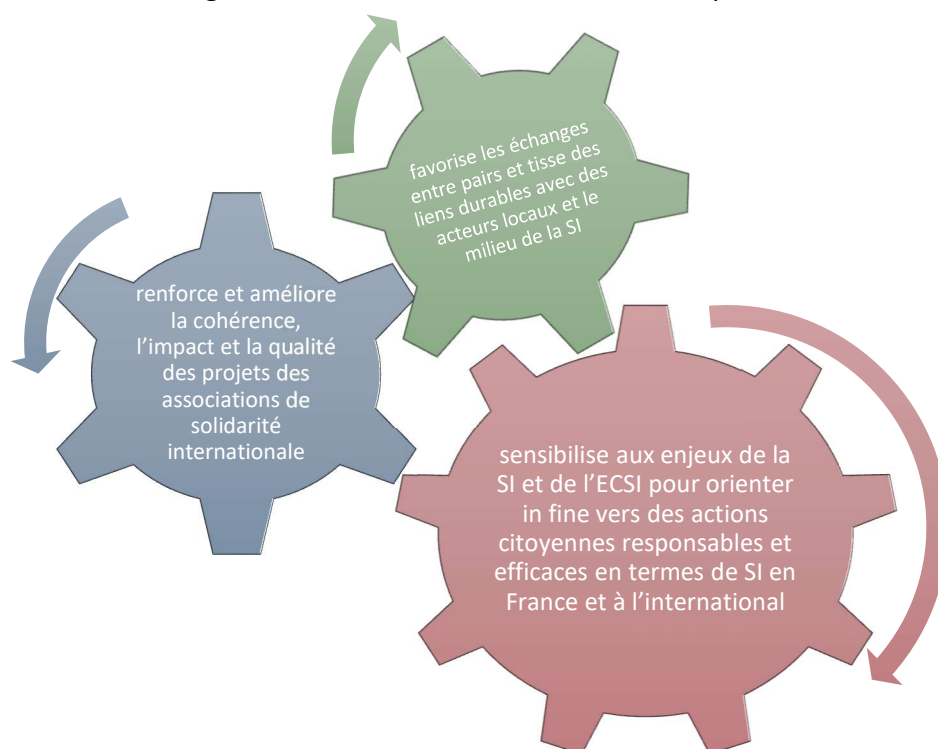 favorise les échanges
entre pairs et tisse des
liens durables avec des
acteurs locaux et le
milieu de la SI
renforce et améliore
la cohérence,
l'impact et la qualité
des projets des
associations de
solidarité
internationale
sensibilise aux enjeux de la
SI et de l'ECSI pour orienter
in fine vers des actions
citoyennes responsables et
efficaces en termes de SI en
France et à l'international